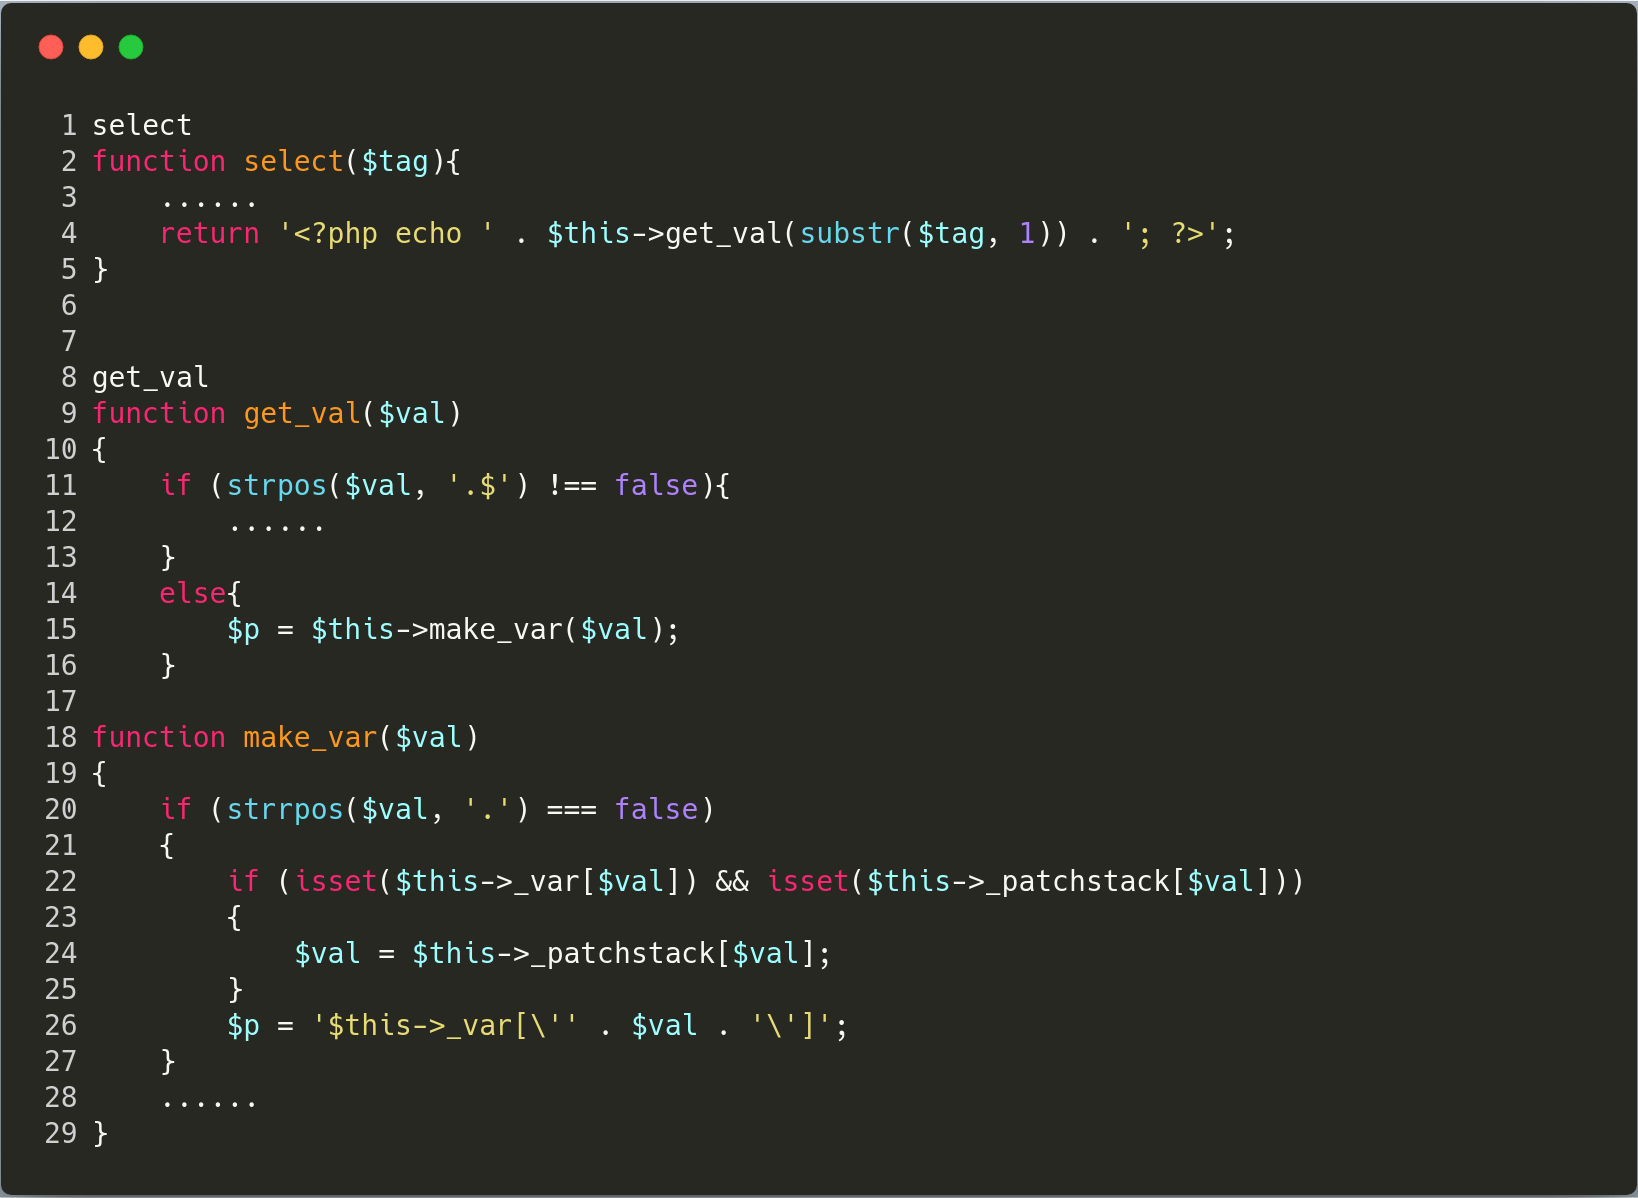 1 select
2 function select($tag){
3     ......
4     return '<?php echo ' . $this->get_val(substr($tag, 1)) . '; ?>';
5 }
6
7
8 get_val
9 function get_val($val)
10 {
11     if (strpos($val, '.$') !== false){
12         ......
13     }
14     else{
15         $p = $this->make_var($val);
16     }
17
18 function make_var($val)
19 {
20     if (strrpos($val, '.') === false)
21     {
22         if (isset($this->_var[$val]) && isset($this->_patchstack[$val]))
23         {
24             $val = $this->_patchstack[$val];
25         }
26         $p = '$this->_var[\'' . $val . '\']';
27     }
28     ......
29 }